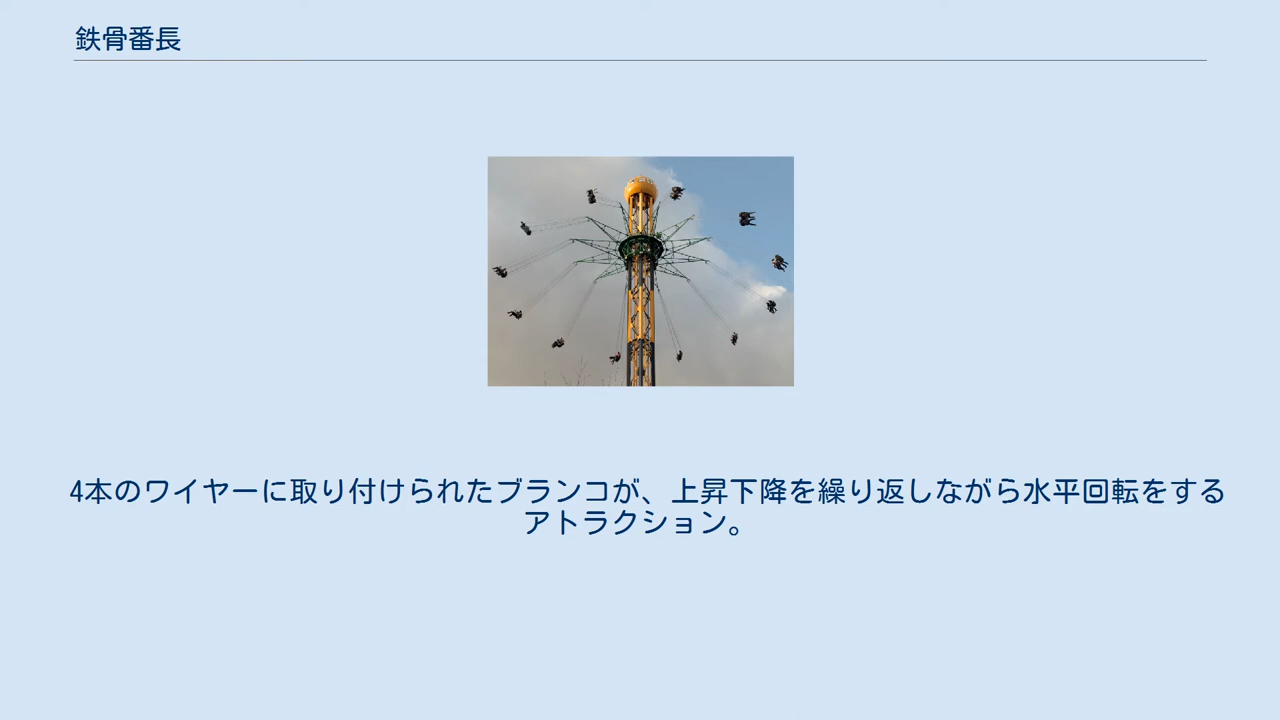 鉄骨番長
4本のワイヤーに取り付けられたブランコが、上昇下降を繰り返しながら水平回転をする
アトラクション。